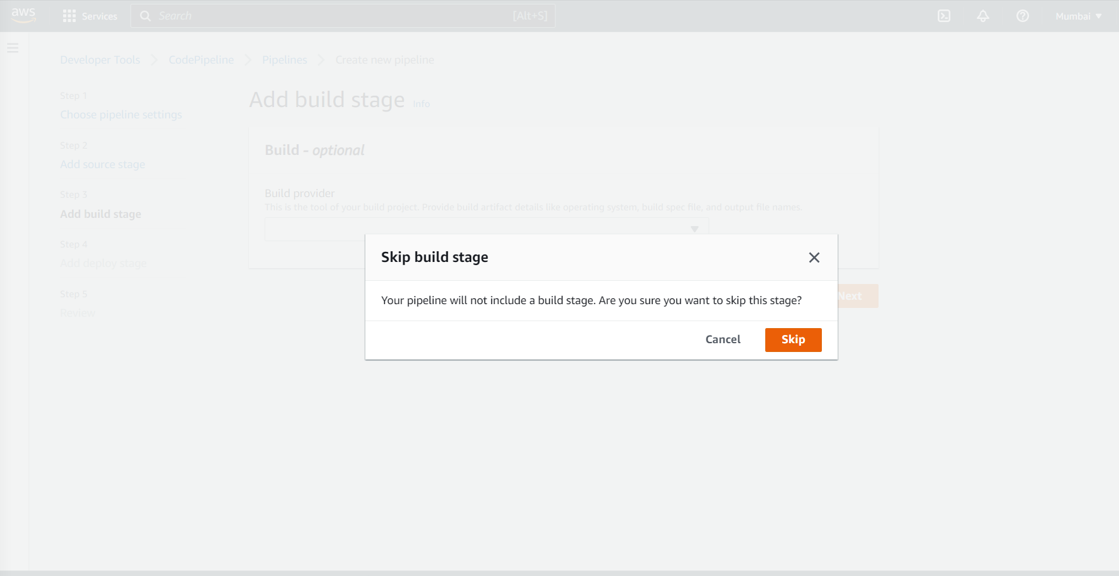 aws
Services
Search
[Alt+S]
Mumbai
Developer Tools
CodePipeline
Pipelines
Create new pipeline
Step 1
Choose pipeline settings
Step 2
Add source stage
Step 3
Add build stage
Step 4
Add deploy stage
Step 5
Review
Add build stage Info
Build - optional
Build provider
This is the tool of your build project. Provide build artifact details like operating system, build spec file, and output file names.
Next
Skip build stage
Your pipeline will not include a build stage. Are you sure you want to skip this stage?
Cancel
Skip